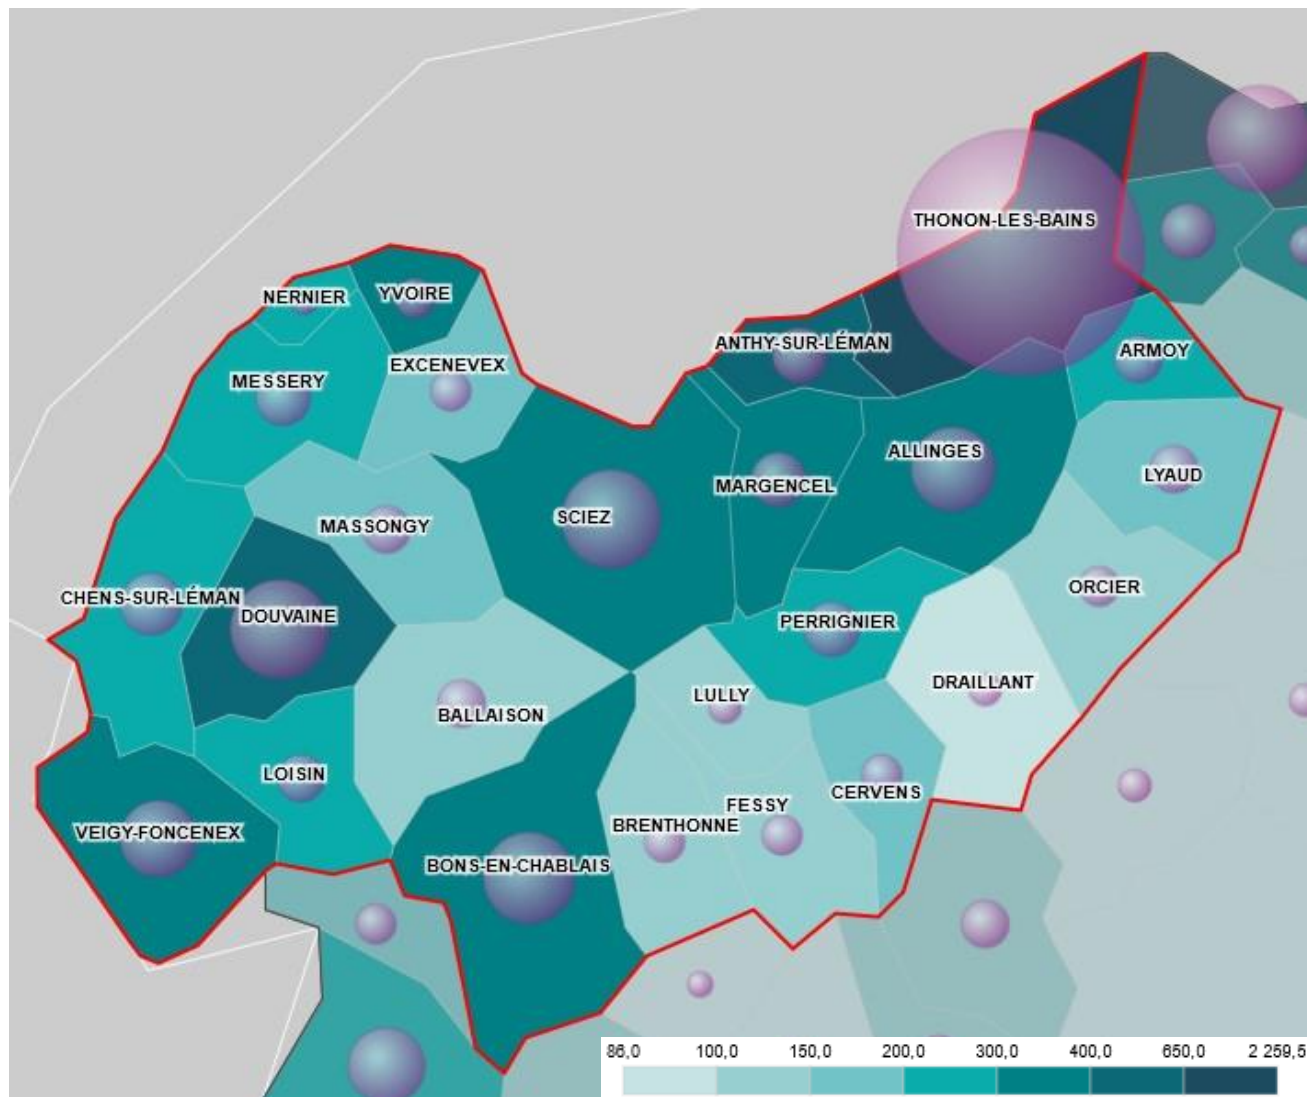 THONON-LES-BAINS
NERNIER
YVOIRE
ANTHY-SUR-LÉMAN
ARMOY
EXCENEVEX
MESSERY
ALLINGES
LYAUD
MARGENCEL
SCIEZ
MASSONGY
ORCIER
CHENS-SUR-LÉMAN
DOUVAINE
PERRIGNIER
DRAILLANT
LULLY
BALLAISON
LOISIN
CERVENS
FESSY
BRENTHONNE
VEIGY-FONCENEX
BONS-EN-CHABLAIS
86,0 100,0 150,0 200,0 300,0 400,0 650,0 2 259,5